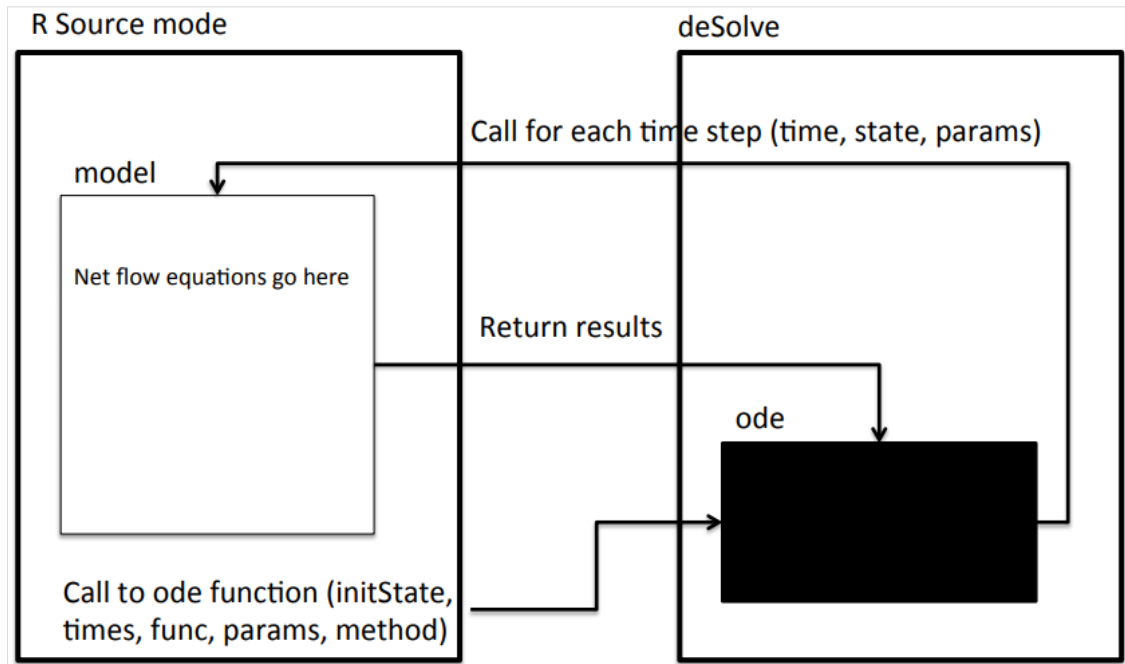 R Source mode
deSolve
Call for each time step (time, state, params)
model
Net flow equations go here
Return results
ode
Call to ode function (initState,
times, func, params, method)